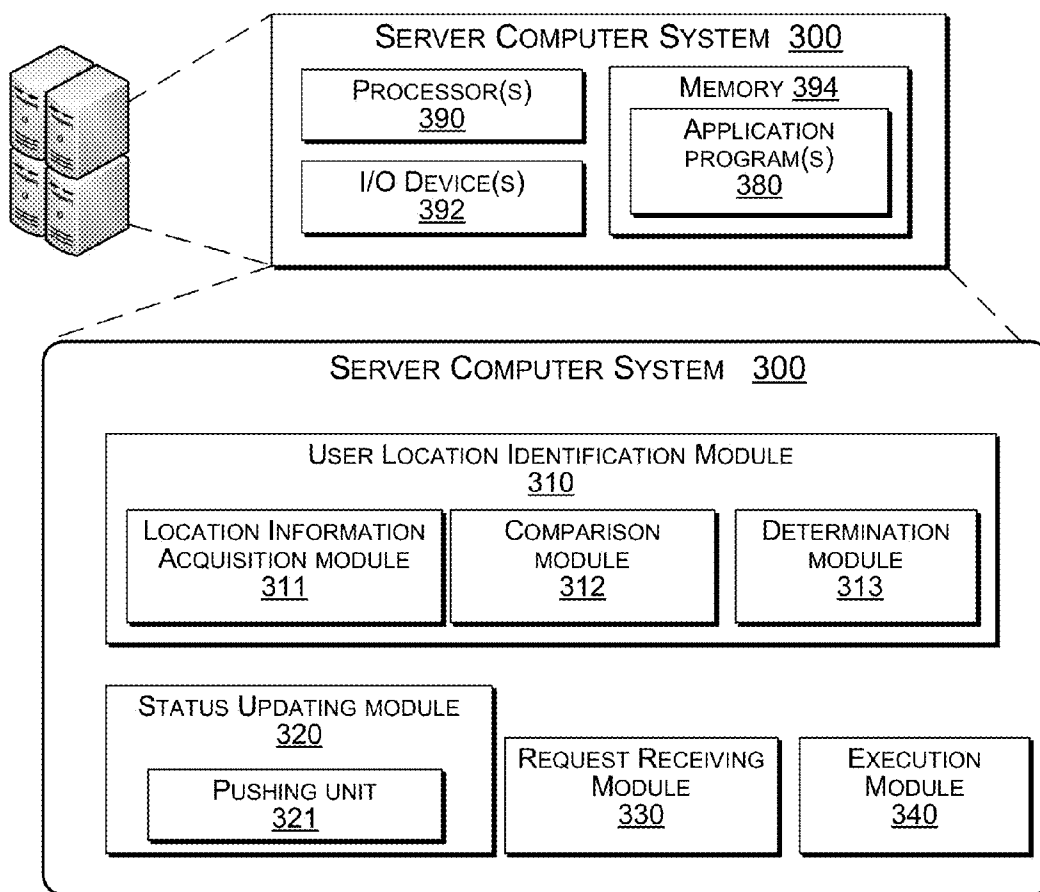 SERVER COMPUTER SYSTEM 300
PROCESSOR(S)
390
I/O DEVICE(S)
392
MEMORY 394
APPLICATION
PROGRAM(S)
380
SERVER COMPUTER SYSTEM 300
USER LOCATION IDENTIFICATION MODULE
310
LOCATION INFORMATION
ACQUISITION MODULE
311
COMPARISON
MODULE
312
DETERMINATION
MODULE
313
STATUS UPDATING MODULE
320
PUSHING UNIT
321
REQUEST RECEIVING
MODULE
330
EXECUTION
MODULE
340